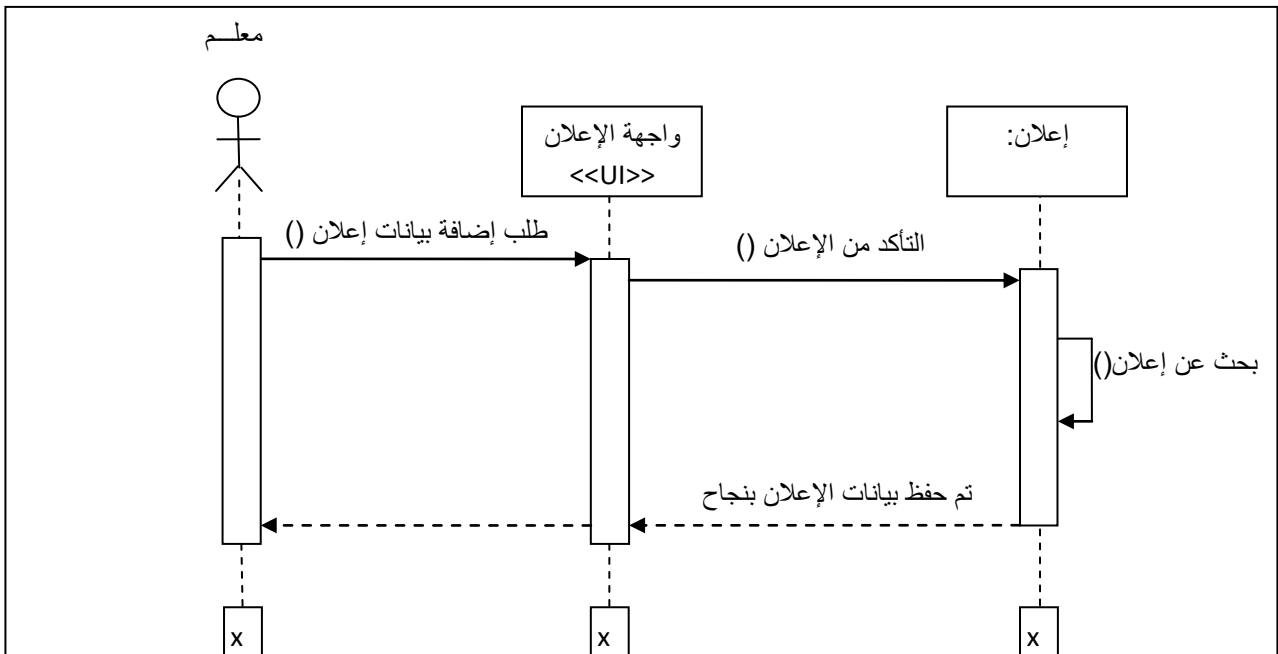 معلـــم
واجهة الإعلان
<<UI>>
إعلان:
طلب إضافة بيانات إعلان ()
التأكد من الإعلان ()
بحث عن إعلان()
تم حفظ بيانات الإعلان بنجاح
x
x
x